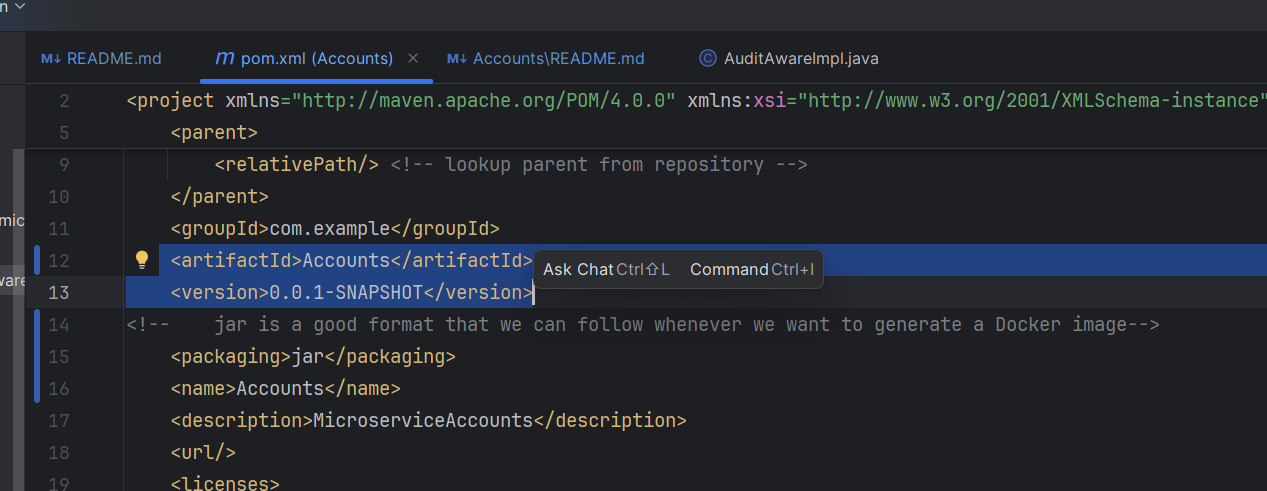 n
M↓ README.md m pom.xml (Accounts) × M↓ Accounts\README.md C AuditAwareImpl.java
2 <project xmlns="http://maven.apache.org/POM/4.0.0" xmlns:xsi="http://www.w3.org/2001/XMLSchema-instance"
5 <parent>
9 <relativePath/> <!-- lookup parent from repository -->
10 </parent>
mic
11 <groupId>com.example</groupId>
12 <artifactId>Accounts</artifactId>
Ask Chat Ctrl⇧L Command Ctrl+I
ware
13 <version>0.0.1-SNAPSHOT</version>
14 <!-- jar is a good format that we can follow whenever we want to generate a Docker image-->
15 <packaging>jar</packaging>
16 <name>Accounts</name>
17 <description>MicroserviceAccounts</description>
18 <url/>
19 <licenses>